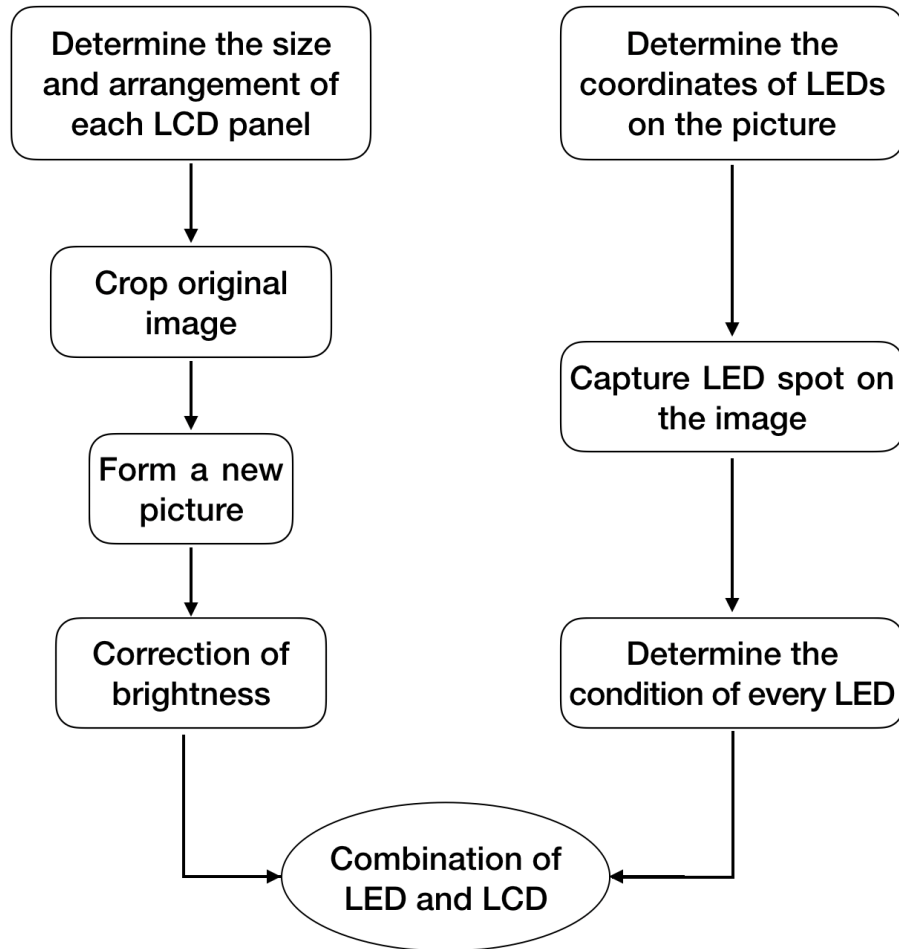 Determine the size
and arrangement of
each LCD panel
Crop original
image
Form a new
picture
Correction of
brightness
Determine the
coordinates of LEDs
on the picture
Capture LED spot on
the image
Determine the
condition of every LED
Combination of
LED and LCD